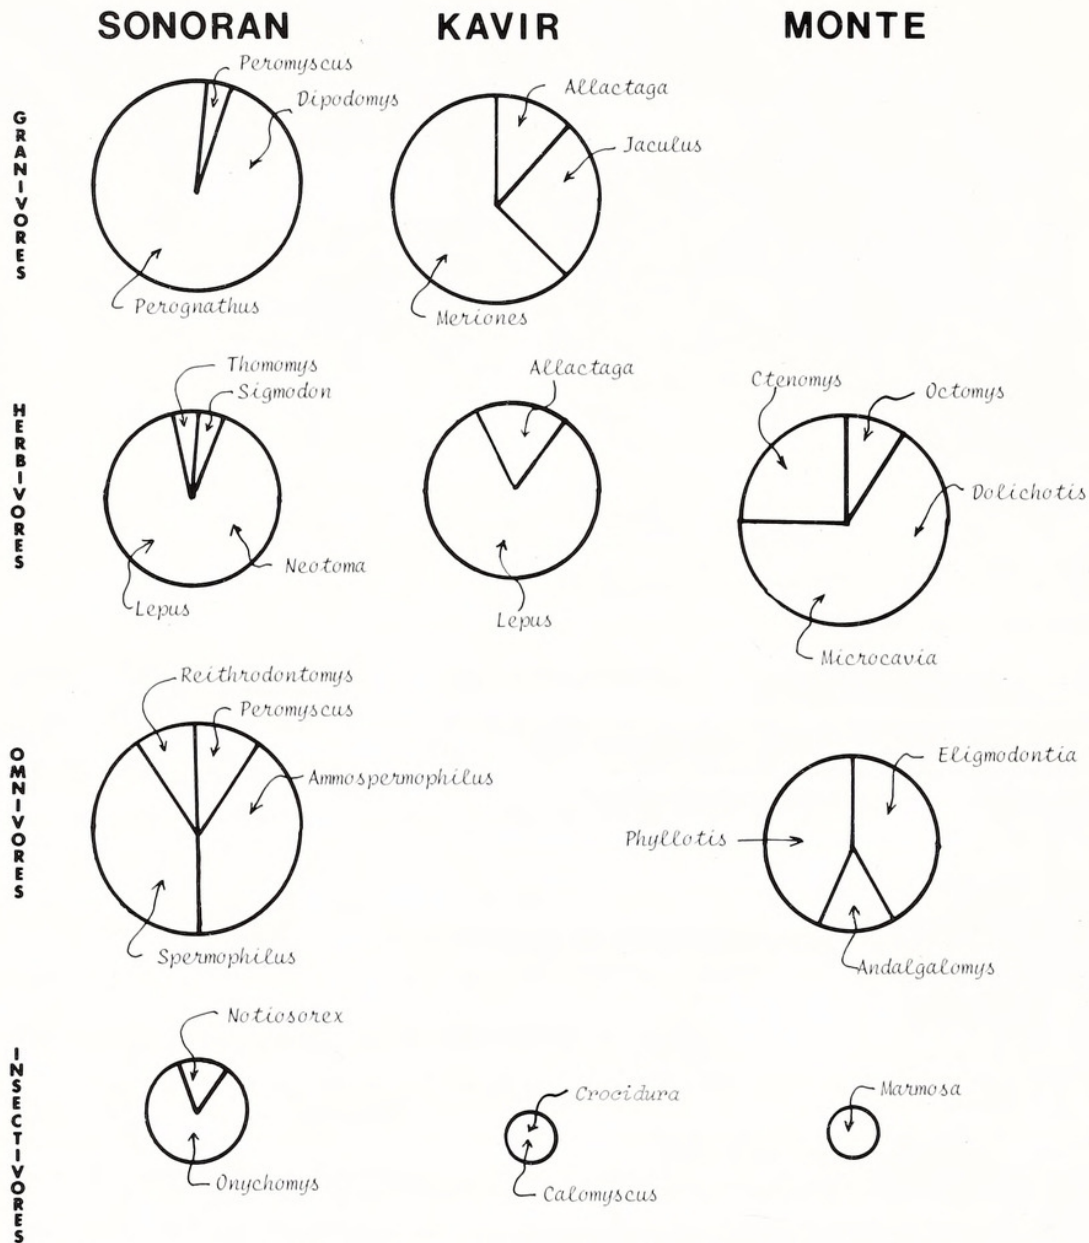 SONORAN KAVIR MONTE
GRANIVORES
Peromyscus
Dipodomys
Perognathus
Allactaga
Jaculus
Meriones
HERBIVORES
Thomomys
Sigmodon
Neotoma
Lepus
Allactaga
Lepus
Ctenomys
Octomys
Dolichotis
Microcavia
OMNIVORES
Reithrodontomys
Peromyscus
Ammospermophilus
Spermophilus
Eligmodontia
Phyllotis
Andalgalomys
INSECTIVORES
Notiosorex
Onychomys
Crocidura
Calomyscus
Marmosa